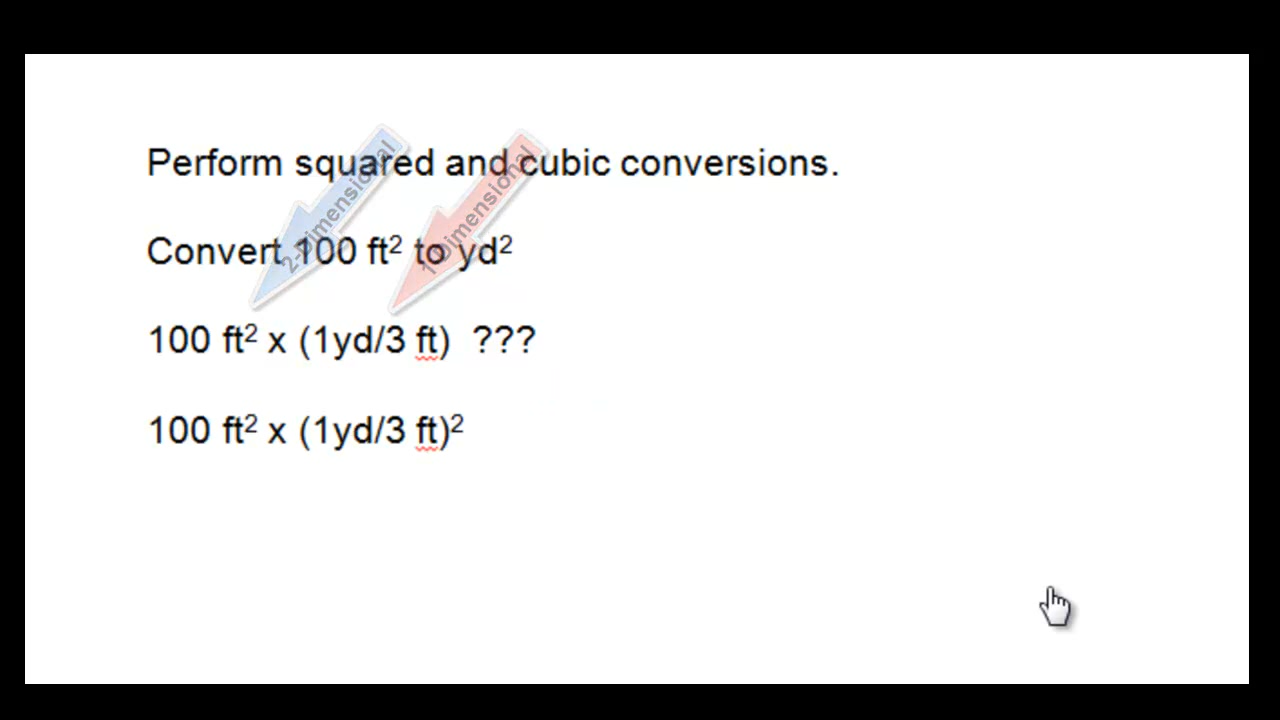 Perform squared and cubic conversions.
2-Dimensional
1-Dimensional
Convert 100 ft² to yd²
100 ft² x (1yd/3 ft) ???
100 ft² x (1yd/3 ft)²